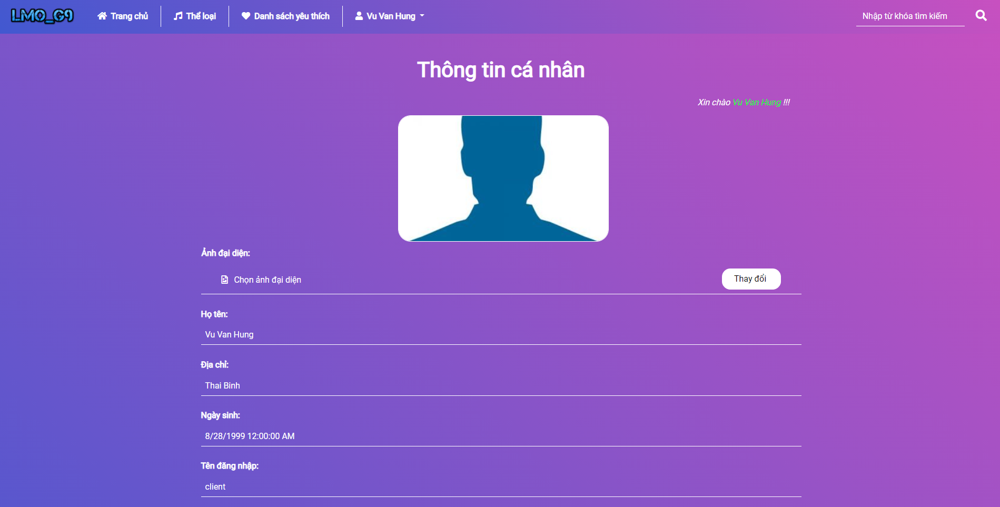 LMO_G9
Trang chủ
Thể loại
Danh sách yêu thích
Vu Van Hung
Nhập từ khóa tìm kiếm
Thông tin cá nhân
Xin chào Vu Van Hung !!!
Ảnh đại diện:
Chọn ảnh đại diện
Thay đổi
Họ tên:
Vu Van Hung
Địa chỉ:
Thai Binh
Ngày sinh:
8/28/1999 12:00:00 AM
Tên đăng nhập:
client